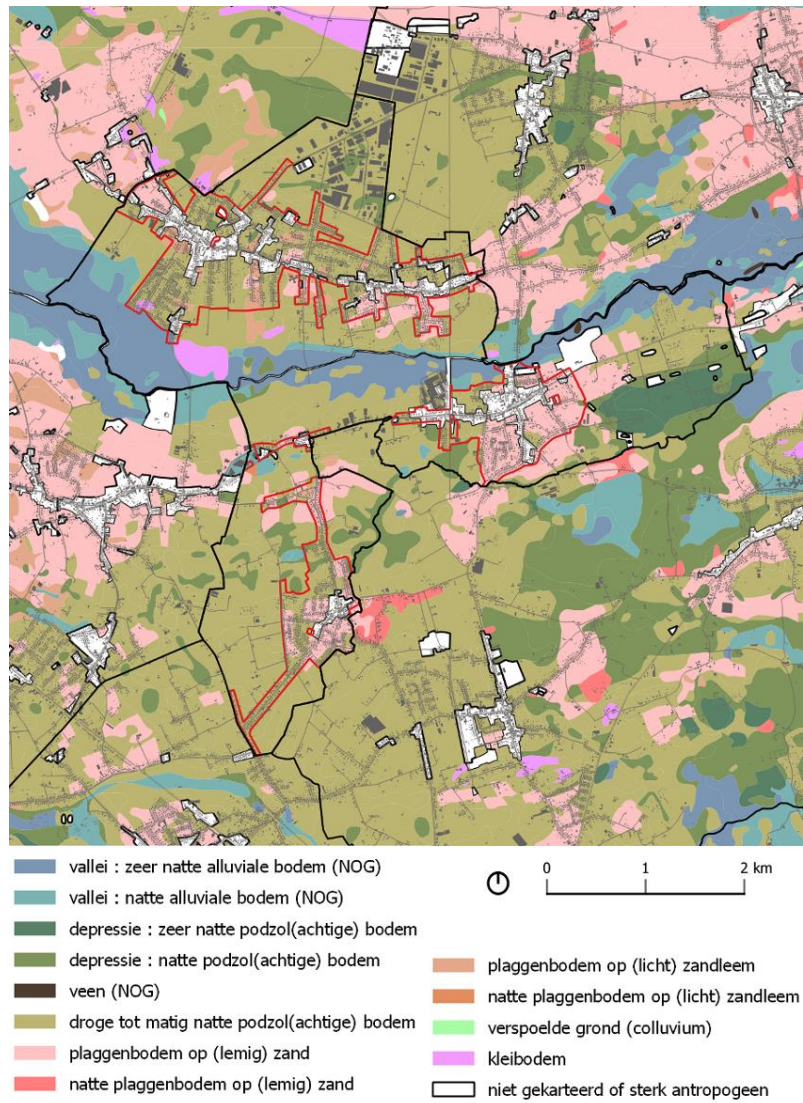 vallei : zeer natte alluviale bodem (NOG)
vallei : natte alluviale bodem (NOG)
depressie : zeer natte podzol(achtige) bodem
depressie : natte podzol(achtige) bodem
veen (NOG)
droge tot matig natte podzol(achtige) bodem
plaggenbodem op (lemig) zand
natte plaggenbodem op (lemig) zand
0 1 2 km
plaggenbodem op (licht) zandleem
natte plaggenbodem op (licht) zandleem
verspoelde grond (colluvium)
kleibodem
niet gekarteerd of sterk antropogeen